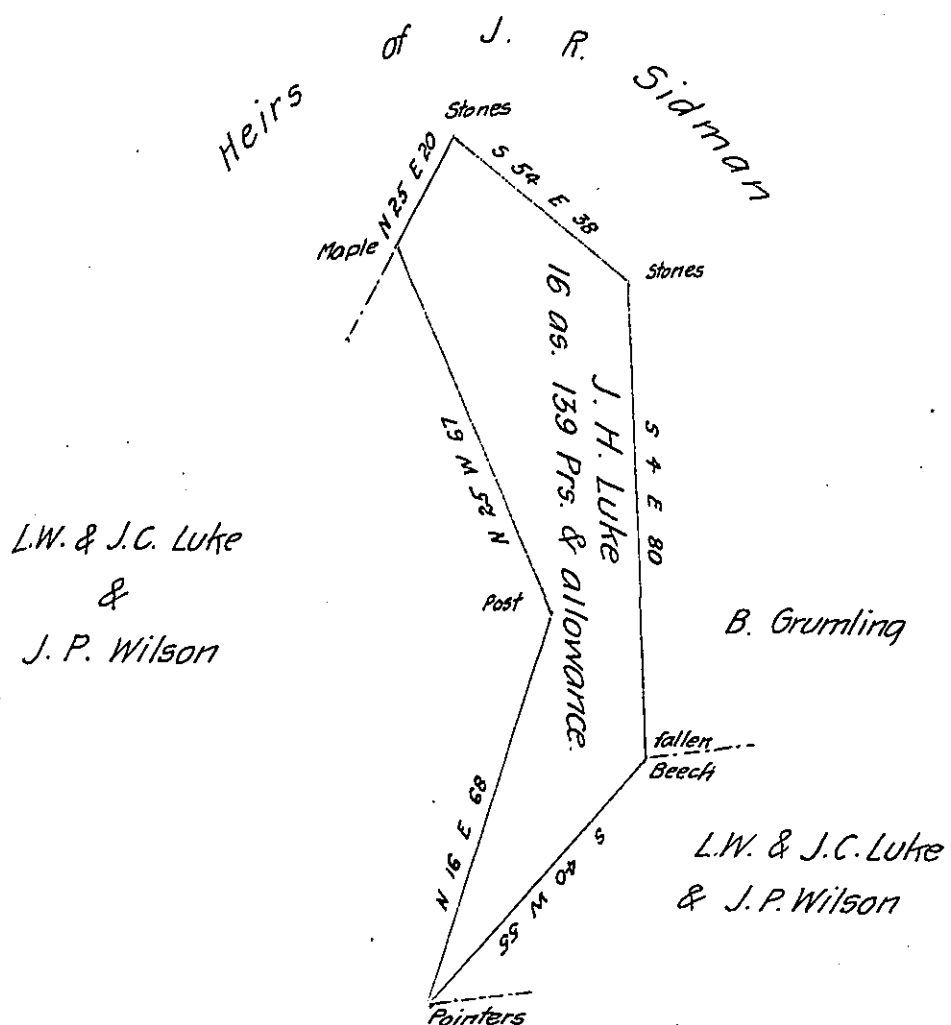 Heirs of J. R. Sidman
Stones
N 25 E 20
S 54 E 38
Maple
Stones
J. H. Luke
16 as. 139 Prs. & allowance.
S 4 E 80
N 25 W 67
L.W. & J.C. Luke
&
J. P. Wilson
Post
B. Grumling
fallen
Beech
N 16 E 68
S 40 W 55
L.W. & J.C. Luke
& J.P. Wilson
Pointers